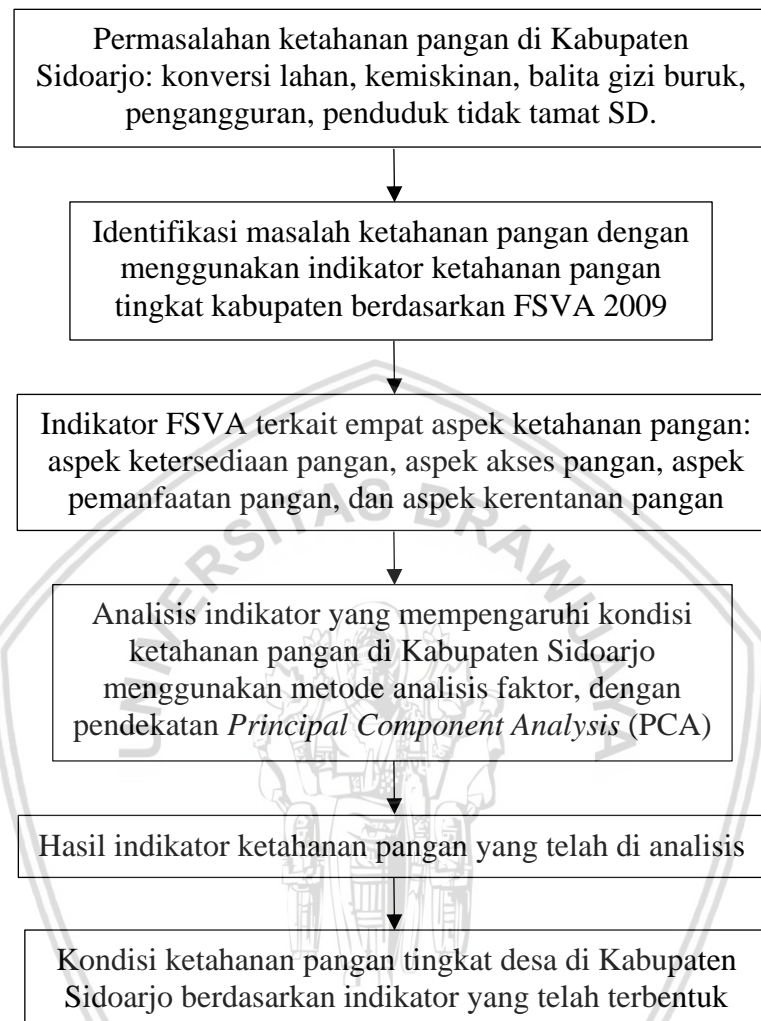 Permasalahan ketahanan pangan di Kabupaten
Sidoarjo: konversi lahan, kemiskinan, balita gizi buruk,
pengangguran, penduduk tidak tamat SD.
Identifikasi masalah ketahanan pangan dengan
menggunakan indikator ketahanan pangan
tingkat kabupaten berdasarkan FSVA 2009
Indikator FSVA terkait empat aspek ketahanan pangan:
aspek ketersediaan pangan, aspek akses pangan, aspek
pemanfaatan pangan, dan aspek kerentanan pangan
UNIVERSITAS BRAWIJAYA
Analisis indikator yang mempengaruhi kondisi
ketahanan pangan di Kabupaten Sidoarjo
menggunakan metode analisis faktor, dengan
pendekatan Principal Component Analysis (PCA)
Hasil indikator ketahanan pangan yang telah di analisis
Kondisi ketahanan pangan tingkat desa di Kabupaten
Sidoarjo berdasarkan indikator yang telah terbentuk